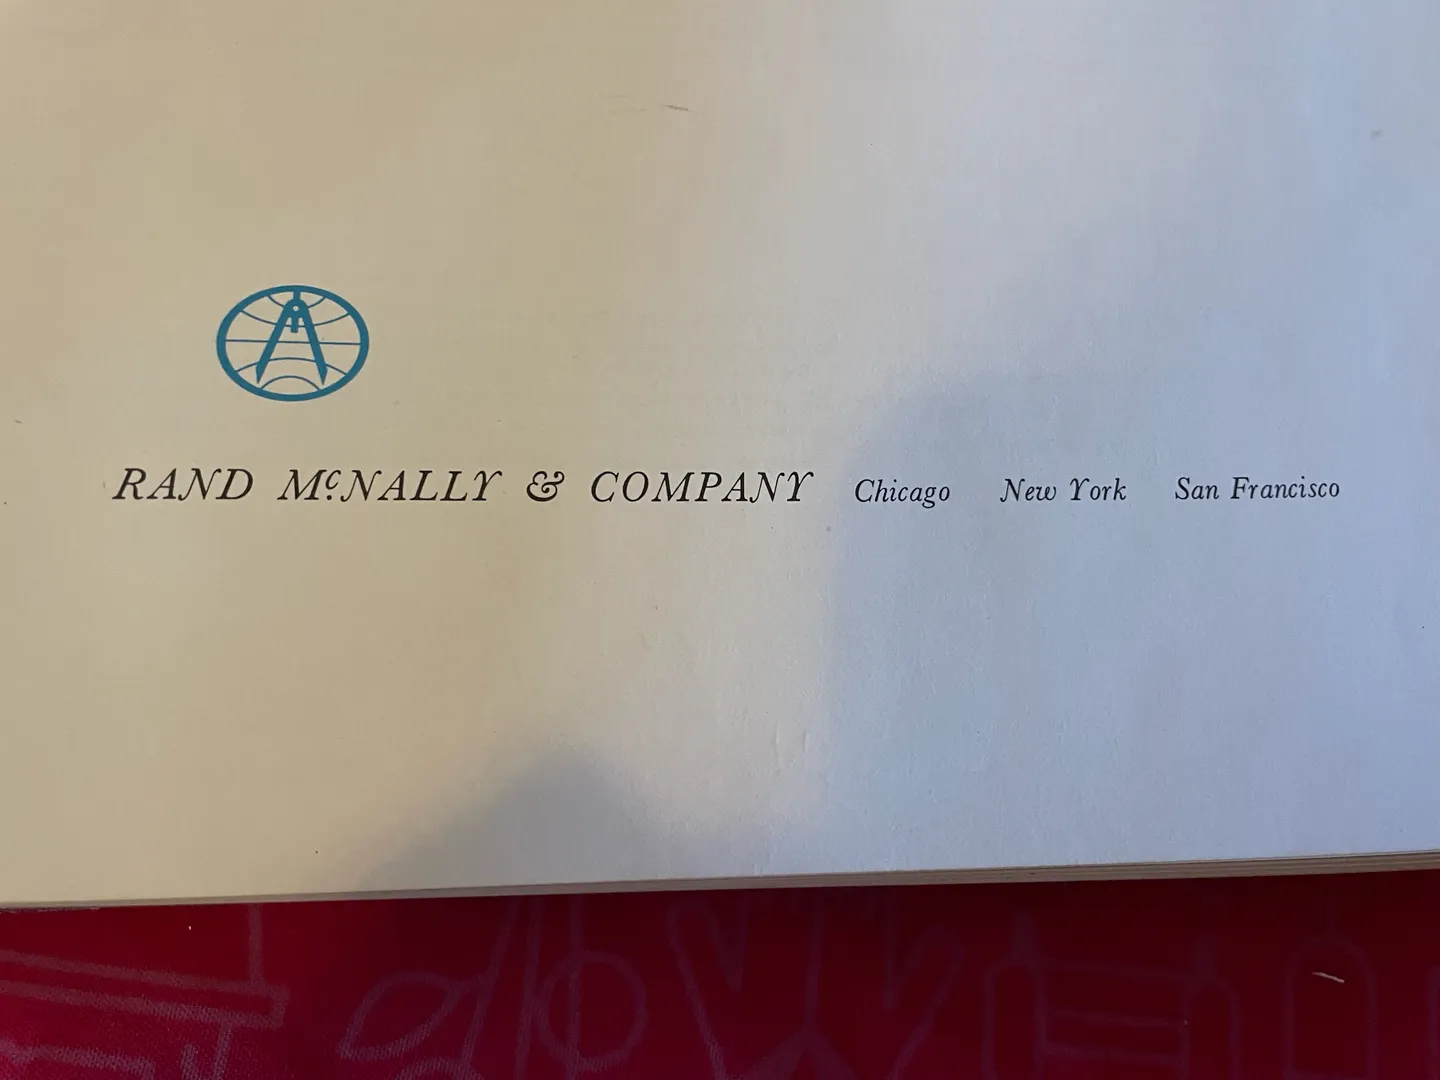 RAND McNALLY & COMPANY Chicago New York San Francisco